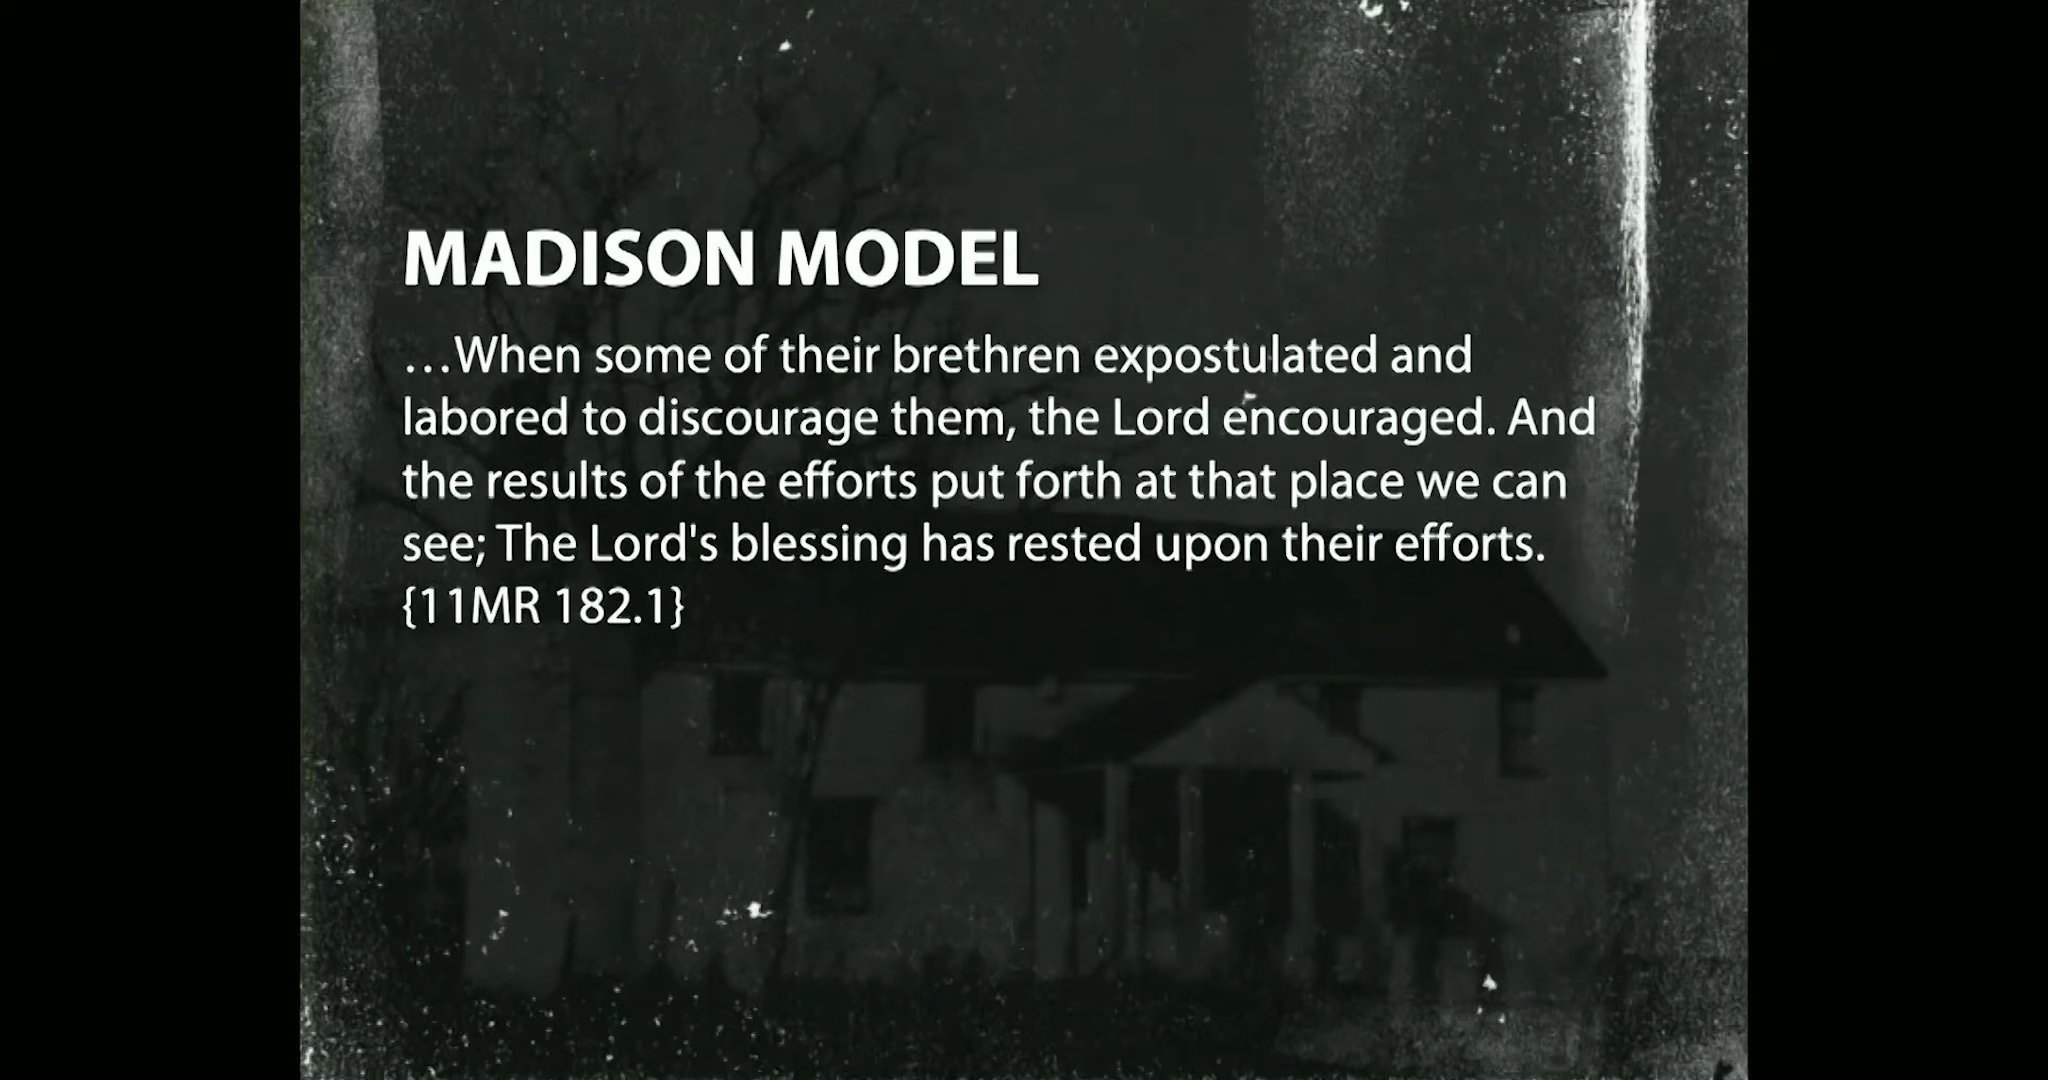 MADISON MODEL
…When some of their brethren expostulated and
labored to discourage them, the Lord encouraged. And
the results of the efforts put forth at that place we can
see; The Lord's blessing has rested upon their efforts.
{11MR 182.1}